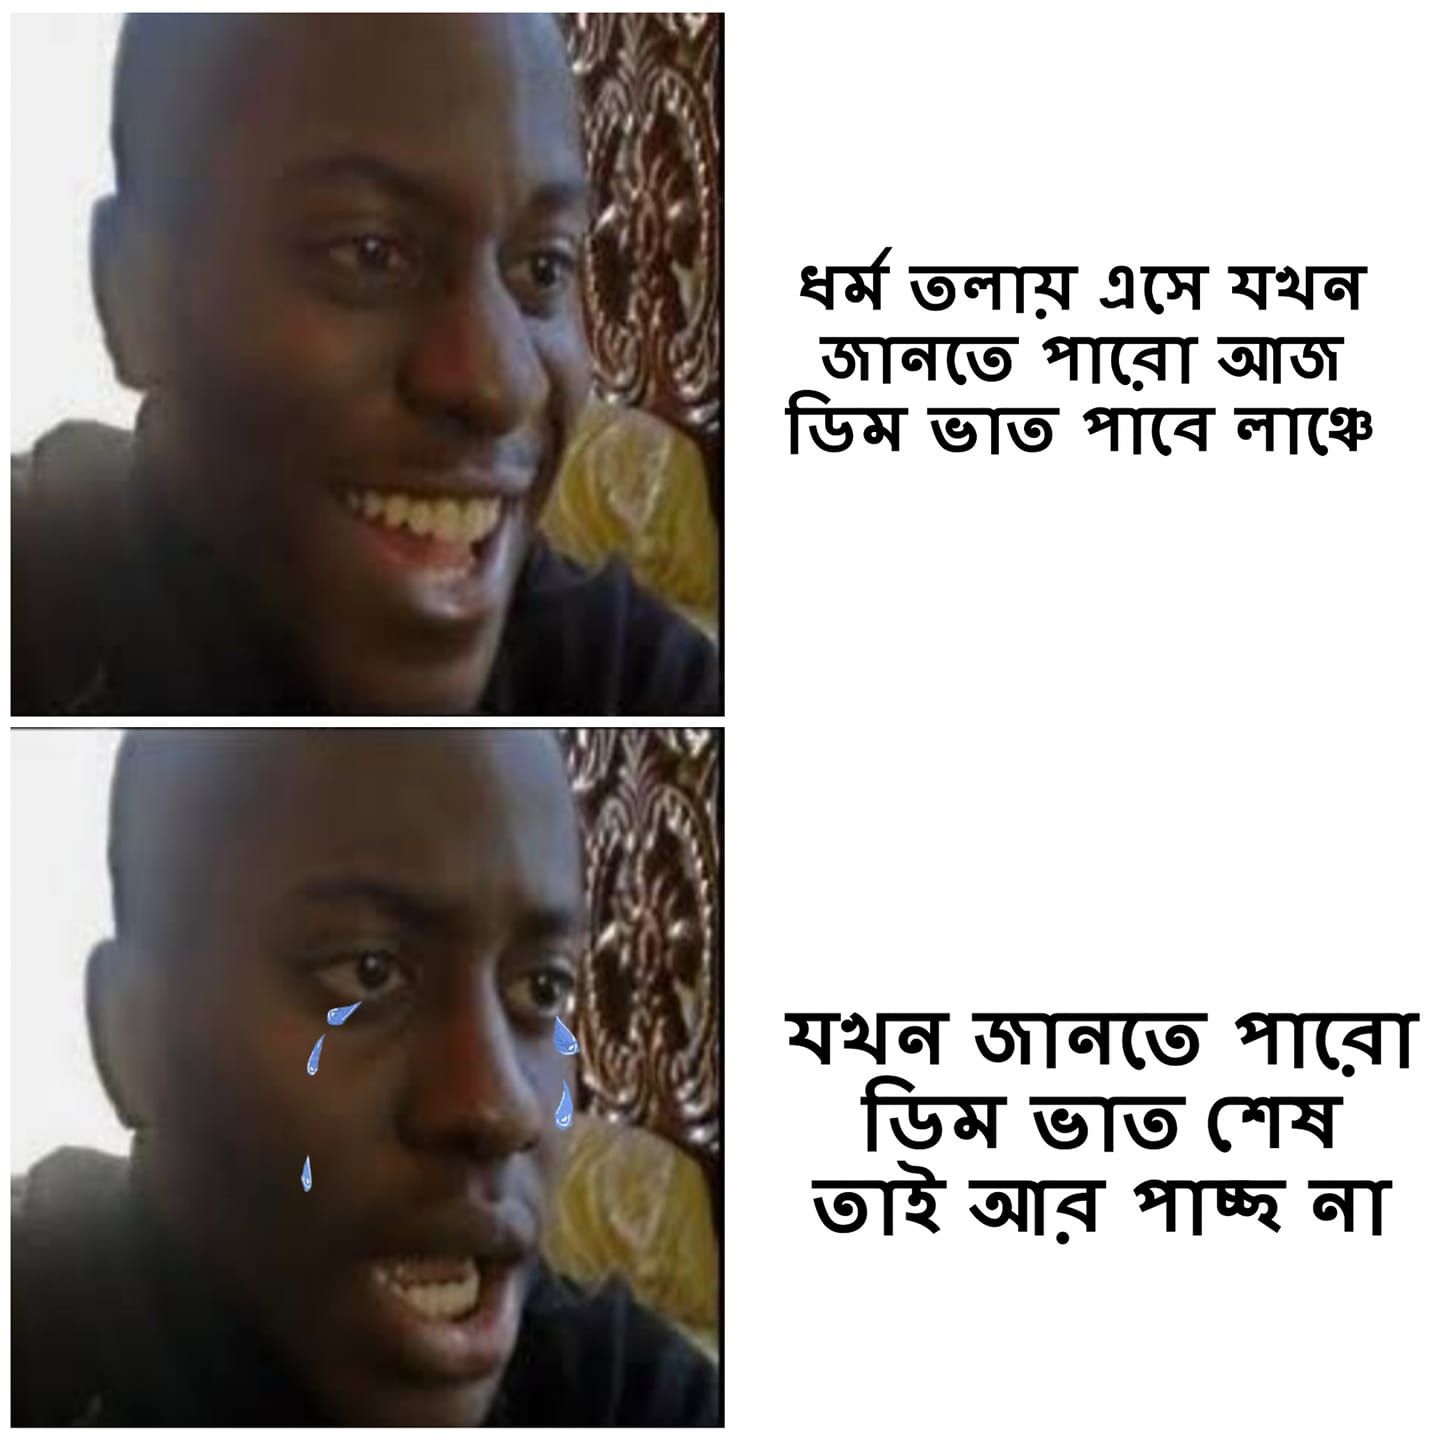 ধর্ম তলায় এসে যখন
জানতে পারো আজ
ডিম ভাত পাবে লাঞ্চে
যখন জানতে পারো
ডিম ভাত শেষ
তাই আর পাচ্ছ না